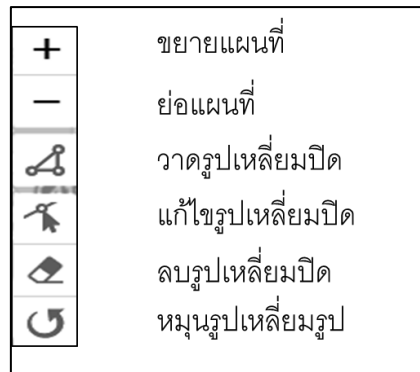 ขยายแผนที่
ย่อแผนที่
วาดรูปเหลี่ยมปิด
แก้ไขรูปเหลี่ยมปิด
ลบรูปเหลี่ยมปิด
หมุนรูปเหลี่ยมรูป